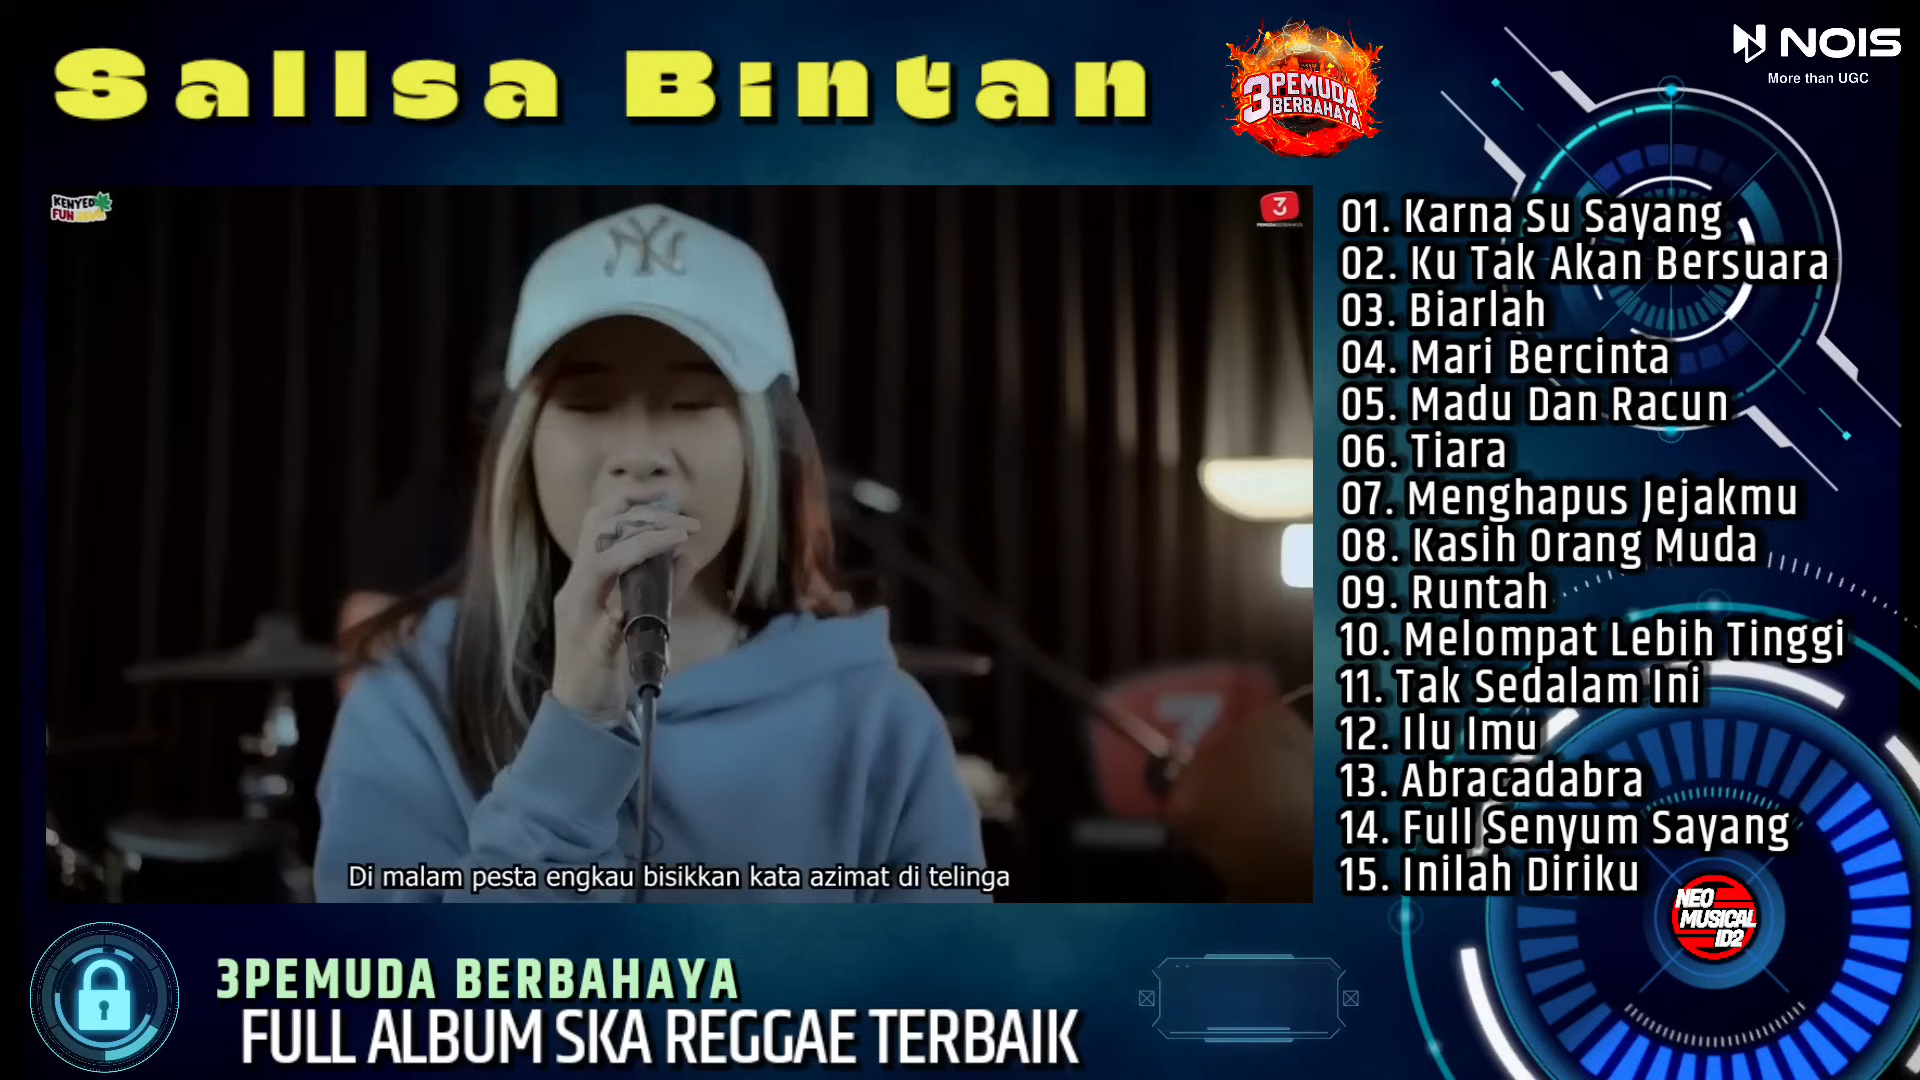 Sallsa Bintan
3PEMUDA
BERBAHAYA
NOIS
More than UGC
KENYED
FUN
3
NY
01. Karna Su Sayang
02. Ku Tak Akan Bersuara
03. Biarlah
04. Mari Bercinta
05. Madu Dan Racun
06. Tiara
07. Menghapus Jejakmu
08. Kasih Orang Muda
09. Runtah
10. Melompat Lebih Tinggi
11. Tak Sedalam Ini
12. Ilu Imu
13. Abracadabra
14. Full Senyum Sayang
15. Inilah Diriku
Di malam pesta engkau bisikkan kata azimat di telinga
NEO
MUSICAL
ID2
3PEMUDA BERBAHAYA
FULL ALBUM SKA REGGAE TERBAIK